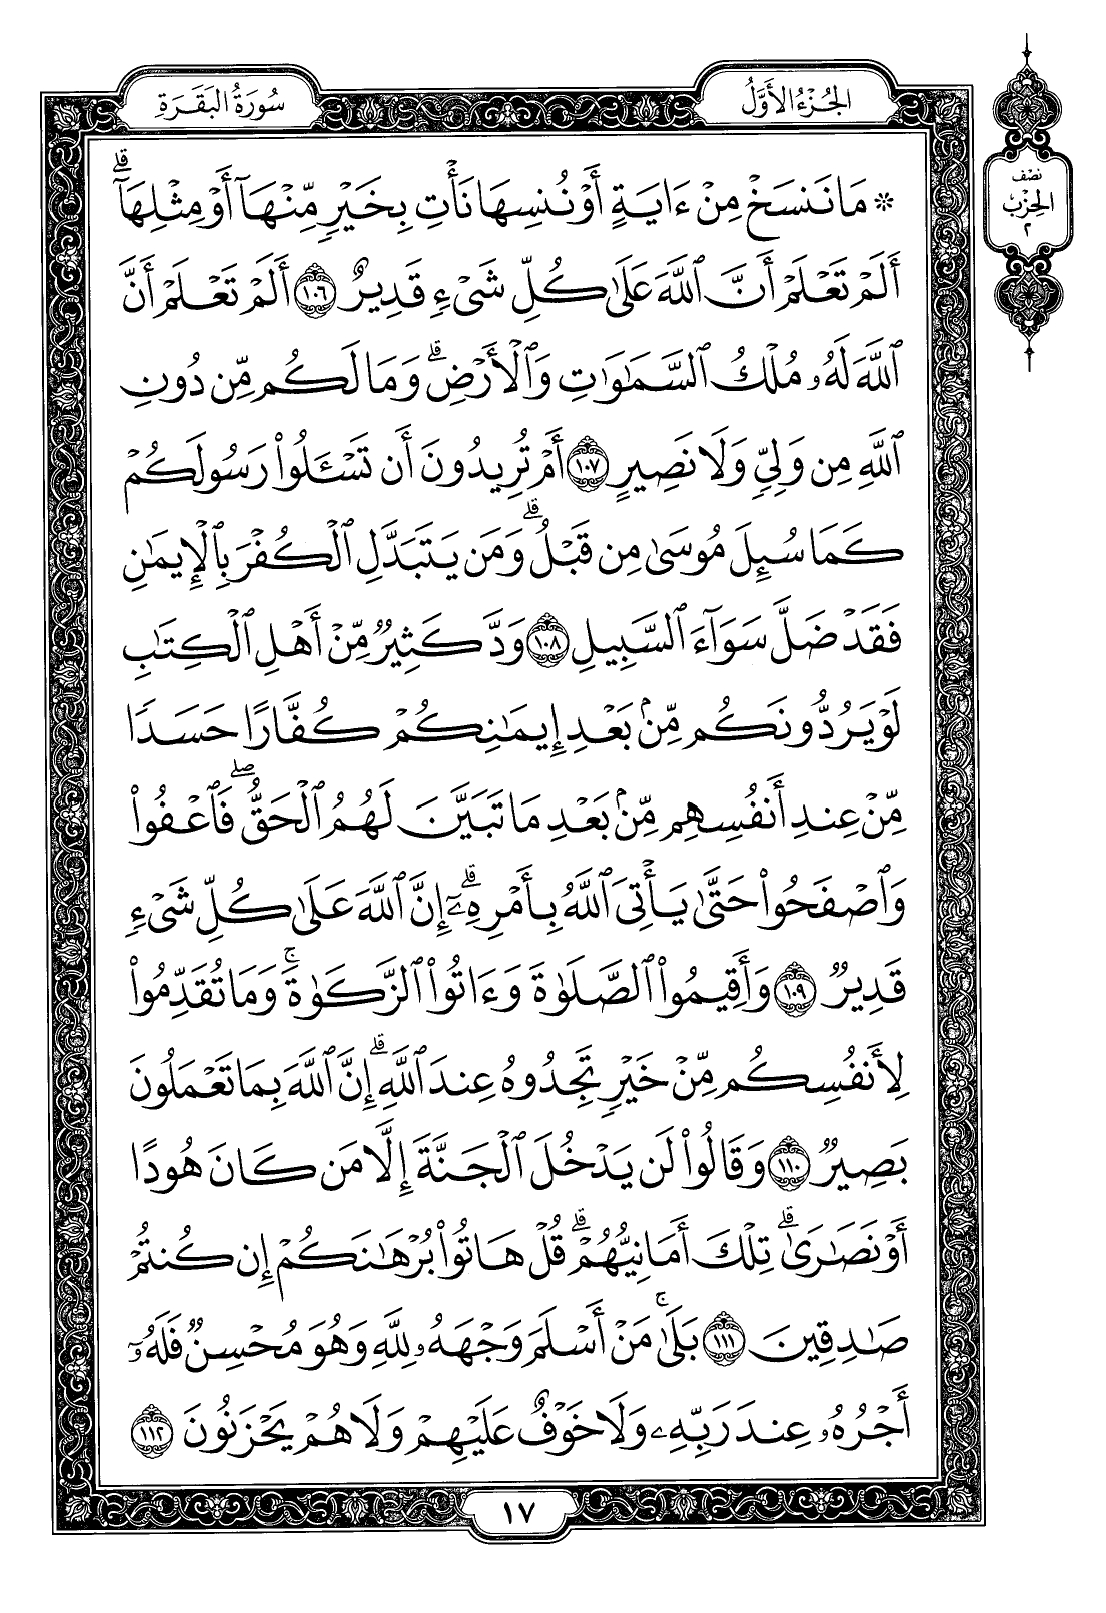 سُورَةُ البَقَرَةِ
الجُزْءُ الأَوَّلُ
نِصْف
الحِزْب
٢
۞ مَا نَنسَخْ مِنْ ءَايَةٍ أَوْ نُنسِهَا نَأْتِ بِخَيْرٍ مِّنْهَآ أَوْ مِثْلِهَآۗ
أَلَمْ تَعْلَمْ أَنَّ ٱللَّهَ عَلَىٰ كُلِّ شَىْءٍ قَدِيرٌ ١٠٦ أَلَمْ تَعْلَمْ أَنَّ
ٱللَّهَ لَهُۥ مُلْكُ ٱلسَّمَٰوَٰتِ وَٱلْأَرْضِۗ وَمَا لَكُم مِّن دُونِ
ٱللَّهِ مِن وَلِىٍّ وَلَا نَصِيرٍ ١٠٧ أَمْ تُرِيدُونَ أَن تَسْـَٔلُوا۟ رَسُولَكُمْ
كَمَا سُئِلَ مُوسَىٰ مِن قَبْلُۗ وَمَن يَتَبَدَّلِ ٱلْكُفْرَ بِٱلْإِيمَٰنِ
فَقَدْ ضَلَّ سَوَآءَ ٱلسَّبِيلِ ١٠٨ وَدَّ كَثِيرٌ مِّنْ أَهْلِ ٱلْكِتَٰبِ
لَوْ يَرُدُّونَكُم مِّنۢ بَعْدِ إِيمَٰنِكُمْ كُفَّارًا حَسَدًا
مِّنْ عِندِ أَنفُسِهِم مِّنۢ بَعْدِ مَا تَبَيَّنَ لَهُمُ ٱلْحَقُّۖ فَٱعْفُوا۟
وَٱصْفَحُوا۟ حَتَّىٰ يَأْتِىَ ٱللَّهُ بِأَمْرِهِۦٓۗ إِنَّ ٱللَّهَ عَلَىٰ كُلِّ شَىْءٍ
قَدِيرٌ ١٠٩ وَأَقِيمُوا۟ ٱلصَّلَوٰةَ وَءَاتُوا۟ ٱلزَّكَوٰةَۚ وَمَا تُقَدِّمُوا۟
لِأَنفُسِكُم مِّنْ خَيْرٍ تَجِدُوهُ عِندَ ٱللَّهِۗ إِنَّ ٱللَّهَ بِمَا تَعْمَلُونَ
بَصِيرٌ ١١٠ وَقَالُوا۟ لَن يَدْخُلَ ٱلْجَنَّةَ إِلَّا مَن كَانَ هُودًا
أَوْ نَصَٰرَىٰۗ تِلْكَ أَمَانِيُّهُمْۗ قُلْ هَاتُوا۟ بُرْهَٰنَكُمْ إِن كُنتُمْ
صَٰدِقِينَ ١١١ بَلَىٰۚ مَنْ أَسْلَمَ وَجْهَهُۥ لِلَّهِ وَهُوَ مُحْسِنٌ فَلَهُۥٓ
أَجْرُهُۥ عِندَ رَبِّهِۦ وَلَا خَوْفٌ عَلَيْهِمْ وَلَا هُمْ يَحْزَنُونَ ١١٢
١٧